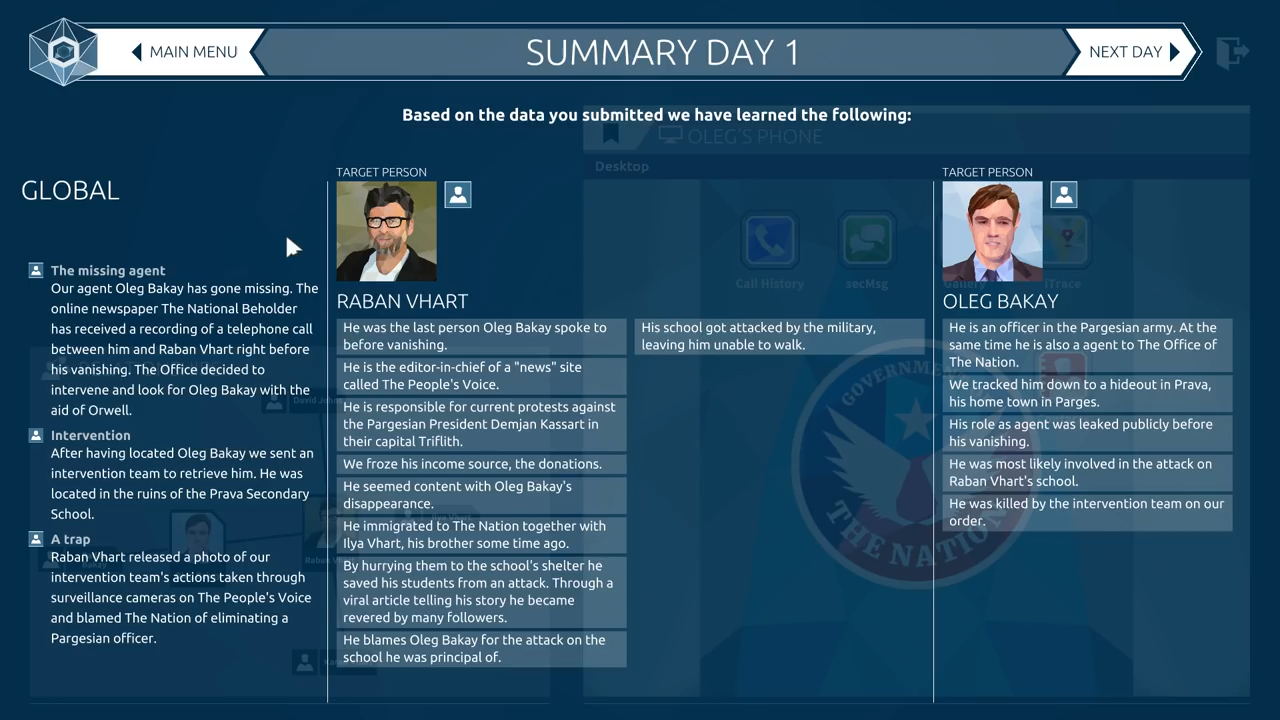 MAIN MENU
SUMMARY DAY 1
NEXT DAY
Based on the data you submitted we have learned the following:
OLEG'S PHONE
Desktop
GLOBAL
The missing agent
Our agent Oleg Bakay has gone missing. The
online newspaper The National Beholder
has received a recording of a telephone call
between him and Raban Vhart right before
his vanishing. The Office decided to
intervene and look for Oleg Bakay with the
aid of Orwell.
Intervention
After having located Oleg Bakay we sent an
intervention team to retrieve him. He was
located in the ruins of the Prava Secondary
School.
A trap
Raban Vhart released a photo of our
intervention team's actions taken through
surveillance cameras on The People's Voice
and blamed The Nation of eliminating a
Pargesian officer.
TARGET PERSON
RABAN VHART
He was the last person Oleg Bakay spoke to
before vanishing.
He is the editor-in-chief of a "news" site
called The People's Voice.
He is responsible for current protests against
the Pargesian President Demjan Kassart in
their capital Triflith.
We froze his income source, the donations.
He seemed content with Oleg Bakay's
disappearance.
He immigrated to The Nation together with
Ilya Vhart, his brother some time ago.
By hurrying them to the school's shelter he
saved his students from an attack. Through a
viral article telling his story he became
revered by many followers.
He blames Oleg Bakay for the attack on the
school he was principal of.
His school got attacked by the military,
leaving him unable to walk.
Call History
secMsg
Gallery
iTrace
GOVERNMENT
THE NATION
TARGET PERSON
OLEG BAKAY
He is an officer in the Pargesian army. At the
same time he is also a agent to The Office of
The Nation.
We tracked him down to a hideout in Prava,
his home town in Parges.
His role as agent was leaked publicly before
his vanishing.
He was most likely involved in the attack on
Raban Vhart's school.
He was killed by the intervention team on our
order.